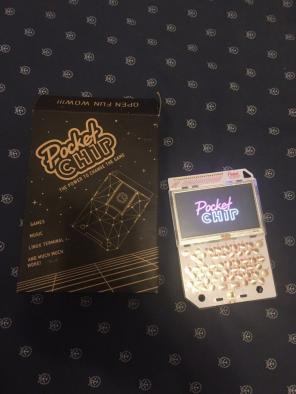 OPEN FUN WOW!!!
Pocket
CHIP
THE POWER TO CHANGE THE GAME
GAMES
MUSIC
LINUX TERMINAL
AND MUCH MUCH
MORE!
Pocket
CHIP